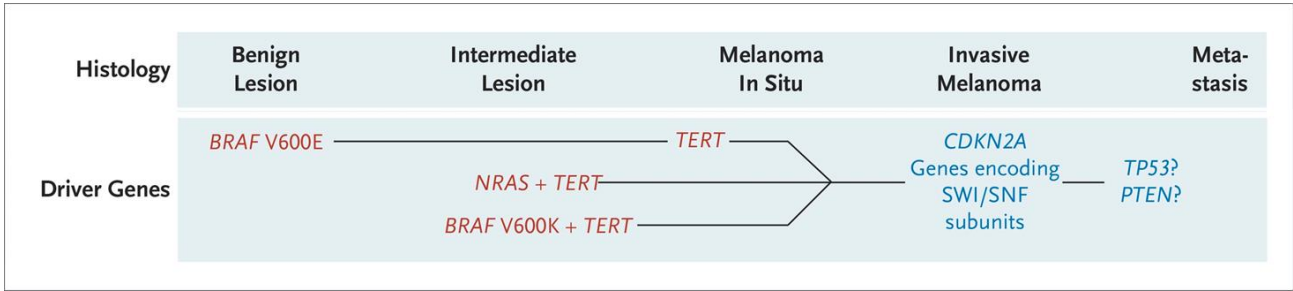 Histology
Benign Lesion
Intermediate Lesion
Melanoma In Situ
Invasive Melanoma
Meta-
stasis
Driver Genes
BRAF V600E
TERT
NRAS + TERT
BRAF V600K + TERT
CDKN2A
Genes encoding
SWI/SNF
subunits
TP53?
PTEN?